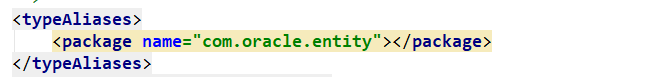 <typeAliases>
<package name="com.oracle.entity"></package>
</typeAliases>